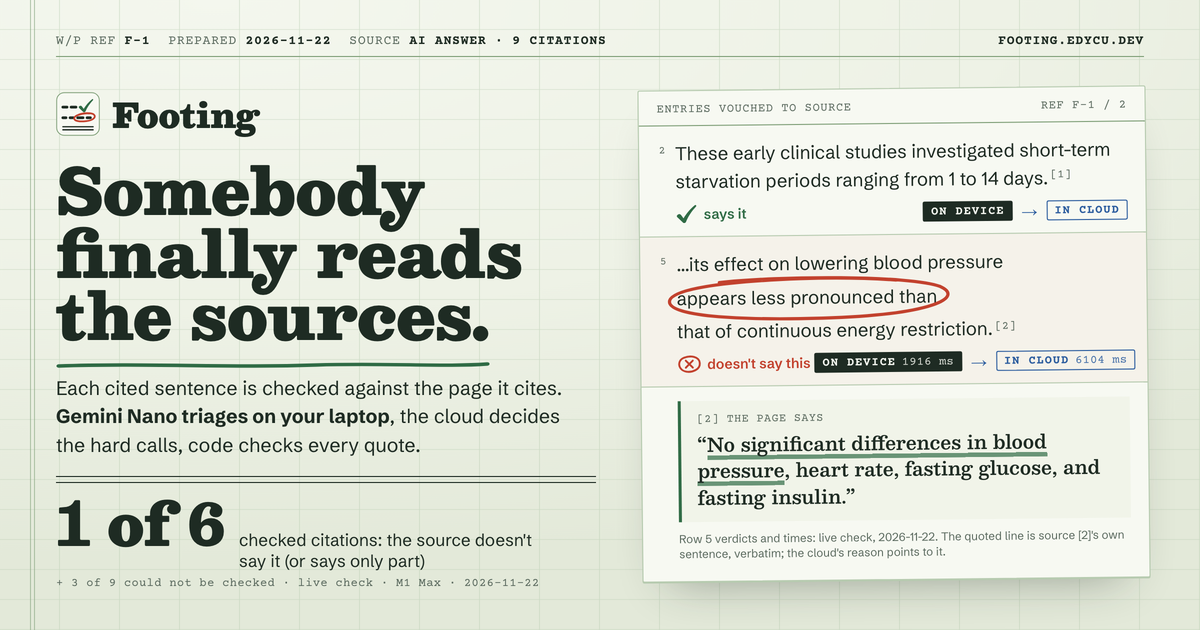 W/P REF F-1 PREPARED 2026-11-22 SOURCE AI ANSWER · 9 CITATIONS
FOOTING.EDYCU.DEV
Footing
Somebody
finally reads
the sources.
Each cited sentence is checked against the page it cites.
Gemini Nano triages on your laptop, the cloud decides
the hard calls, code checks every quote.
1 of 6
checked citations: the source doesn't
say it (or says only part)
+ 3 of 9 could not be checked · live check · M1 Max · 2026-11-22
ENTRIES VOUCHED TO SOURCE
REF F-1 / 2
2 These early clinical studies investigated short-term
starvation periods ranging from 1 to 14 days.[1]
says it
ON DEVICE → IN CLOUD
5 …its effect on lowering blood pressure
appears less pronounced than
that of continuous energy restriction.[2]
doesn't say this ON DEVICE 1916 ms → IN CLOUD 6104 ms
[2] THE PAGE SAYS
“No significant differences in blood
pressure, heart rate, fasting glucose, and
fasting insulin.”
Row 5 verdicts and times: live check, 2026-11-22. The quoted line is source [2]'s own
sentence, verbatim; the cloud's reason points to it.